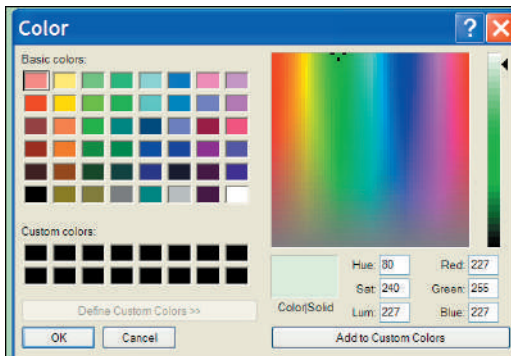 Color
Basic colors:
Custom colors:
Define Custom Colors >>
OK Cancel
Color|Solid
Hue: 80 Red: 227
Sat: 240 Green: 255
Lum: 227 Blue: 227
Add to Custom Colors